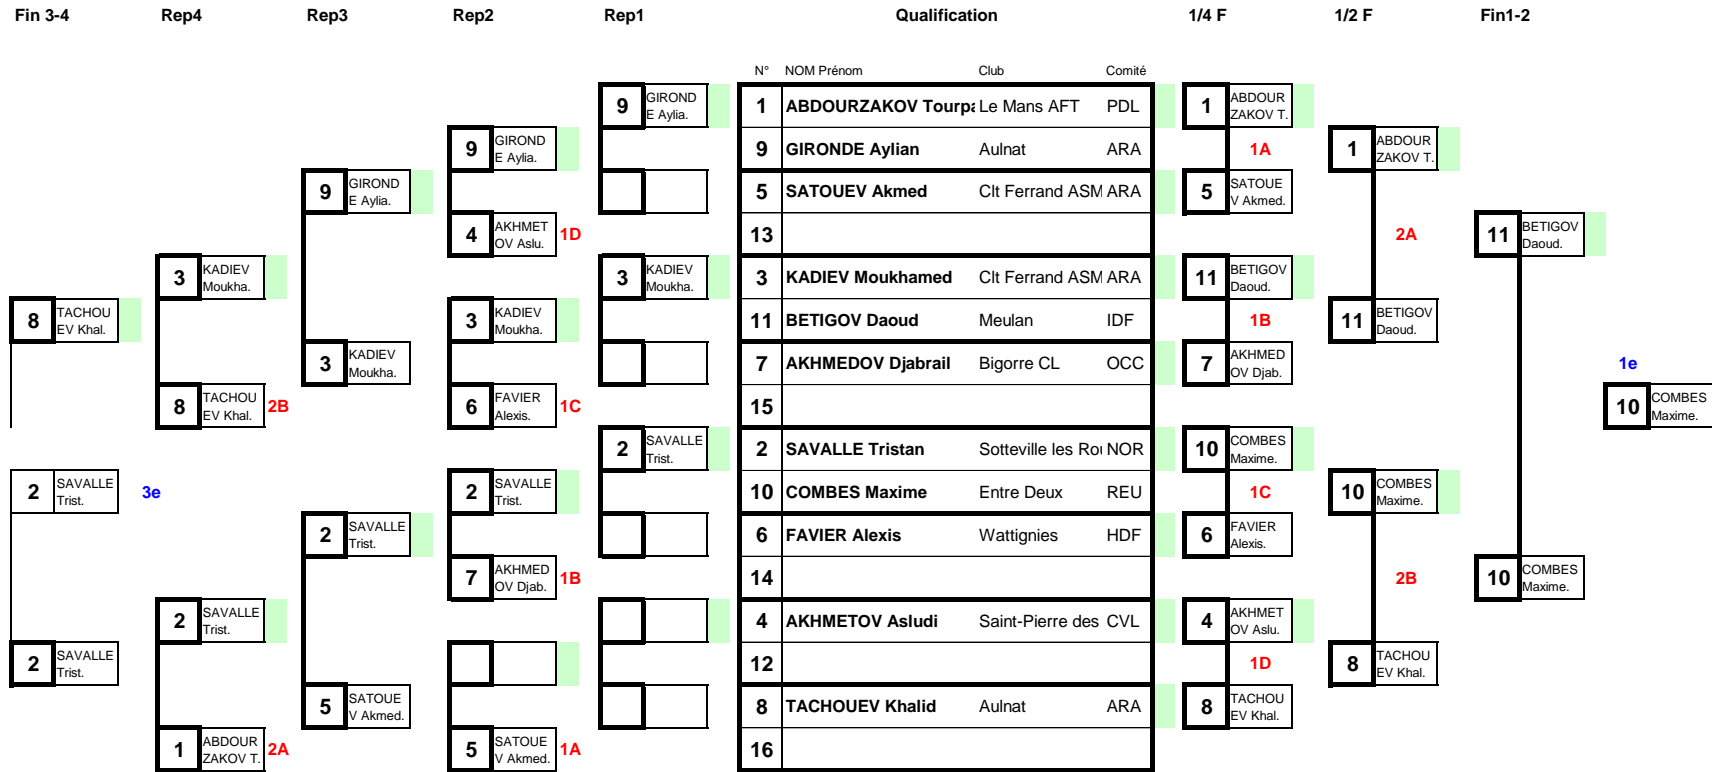 Fin 3-4 Rep4 Rep3 Rep2 Rep1 Qualification 1/4 F 1/2 F Fin1-2
N° NOM Prénom Club Comité
1 ABDOURZAKOV Tourpa Le Mans AFT PDL
9 GIRONDE Aylian Aulnat ARA
5 SATOUEV Akmed Clt Ferrand ASM ARA
13
3 KADIEV Moukhamed Clt Ferrand ASM ARA
11 BETIGOV Daoud Meulan IDF
7 AKHMEDOV Djabrail Bigorre CL OCC
15
2 SAVALLE Tristan Sotteville les Rou NOR
10 COMBES Maxime Entre Deux REU
6 FAVIER Alexis Wattignies HDF
14
4 AKHMETOV Asludi Saint-Pierre des CVL
12
8 TACHOUEV Khalid Aulnat ARA
16
8 TACHOU
EV Khal.
2 SAVALLE
Trist.
3e
2 SAVALLE
Trist.
3 KADIEV
Moukha.
8 TACHOU
EV Khal.
2B
2 SAVALLE
Trist.
1 ABDOUR
ZAKOV T.
2A
9 GIROND
E Aylia.
3 KADIEV
Moukha.
2 SAVALLE
Trist.
5 SATOUE
V Akmed.
9 GIROND
E Aylia.
4 AKHMET
OV Aslu.
1D
3 KADIEV
Moukha.
6 FAVIER
Alexis.
1C
2 SAVALLE
Trist.
7 AKHMED
OV Djab.
1B
5 SATOUE
V Akmed.
1A
9 GIROND
E Aylia.
3 KADIEV
Moukha.
2 SAVALLE
Trist.
1 ABDOUR
ZAKOV T.
1A
5 SATOUE
V Akmed.
11 BETIGOV
Daoud.
1B
7 AKHMED
OV Djab.
10 COMBES
Maxime.
1C
6 FAVIER
Alexis.
4 AKHMET
OV Aslu.
1D
8 TACHOU
EV Khal.
1 ABDOUR
ZAKOV T.
2A
11 BETIGOV
Daoud.
10 COMBES
Maxime.
2B
8 TACHOU
EV Khal.
11 BETIGOV
Daoud.
10 COMBES
Maxime.
1e
10 COMBES
Maxime.